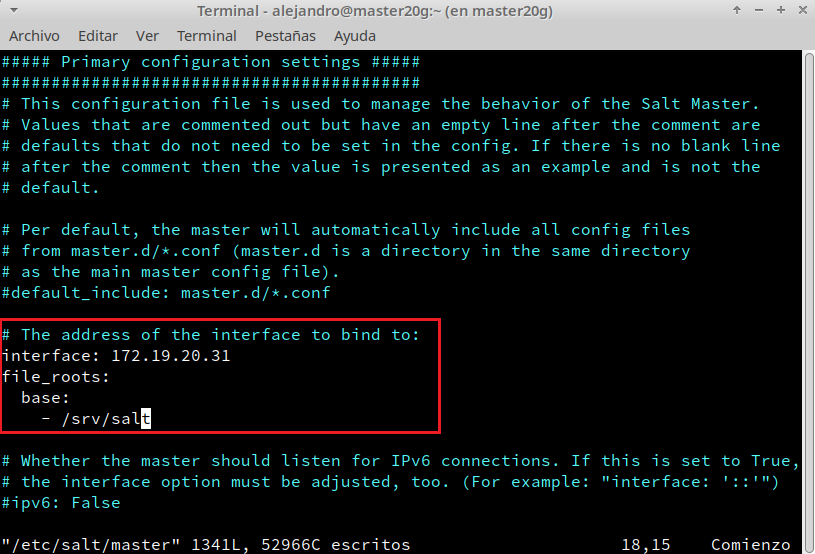 Terminal - alejandro@master20g:~ (en master20g)
Archivo Editar Ver Terminal Pestañas Ayuda
##### Primary configuration settings #####
##########################################
# This configuration file is used to manage the behavior of the Salt Master.
# Values that are commented out but have an empty line after the comment are
# defaults that do not need to be set in the config. If there is no blank line
# after the comment then the value is presented as an example and is not the
# default.
# Per default, the master will automatically include all config files
# from master.d/*.conf (master.d is a directory in the same directory
# as the main master config file).
#default_include: master.d/*.conf
# The address of the interface to bind to:
interface: 172.19.20.31
file_roots:
  base:
    - /srv/salt
# Whether the master should listen for IPv6 connections. If this is set to True,
# the interface option must be adjusted, too. (For example: "interface: '::'")
#ipv6: False
"/etc/salt/master" 1341L, 52966C escritos 18,15 Comienzo